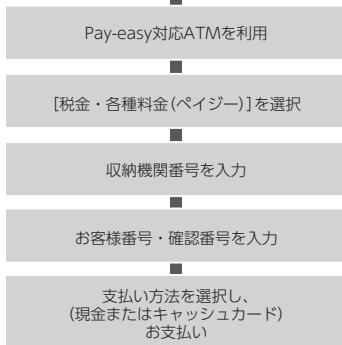 Pay-easy対応ATMを利用
[税金・各種料金(ペイジー)]を選択
収納機関番号を入力
お客様番号・確認番号を入力
支払い方法を選択し、
(現金またはキャッシュカード)
お支払い